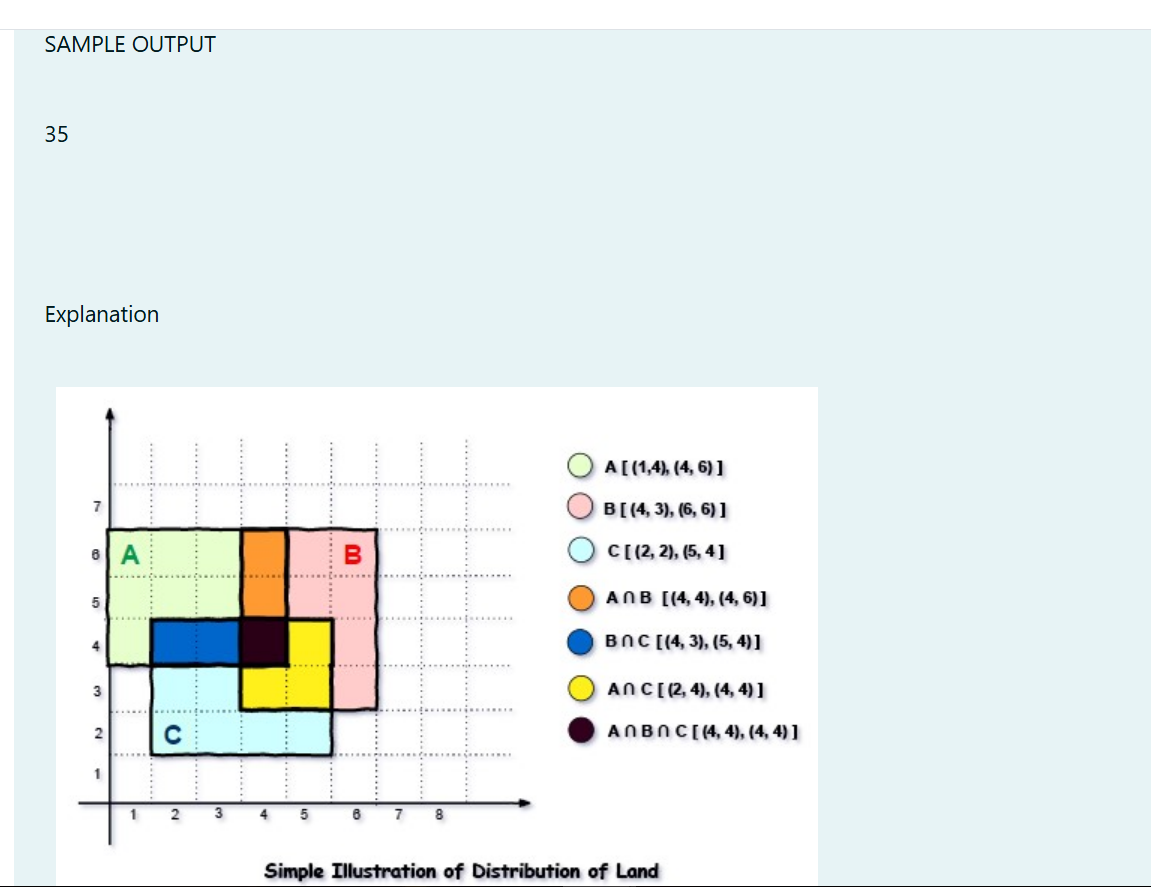 SAMPLE OUTPUT
35
Explanation
7
6
5
4
3
2
1
A
B
C
1 2 3 4 5 6 7 8
A [ (1,4), (4, 6) ]
B [ (4, 3), (6, 6) ]
C [ (2, 2), (5, 4 ]
A ∩ B [(4, 4), (4, 6)]
B ∩ C [(4, 3), (5, 4)]
A ∩ C [ (2, 4), (4, 4) ]
A ∩ B ∩ C [ (4, 4), (4, 4) ]
Simple Illustration of Distribution of Land